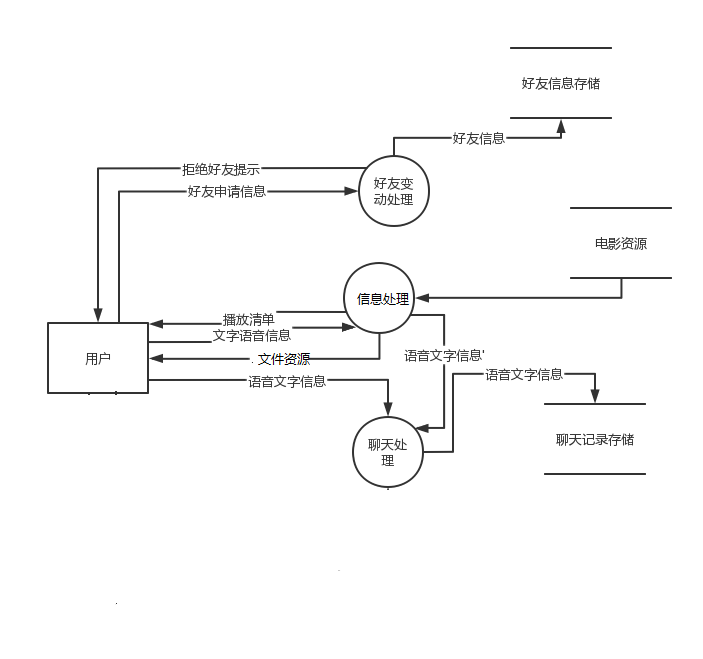 好友信息存储
好友信息
拒绝好友提示
好友申请信息
好友变
动处理
电影资源
信息处理
播放清单
文字语音信息
用户
文件资源
语音文字信息'
语音文字信息
语音文字信息
聊天处
理
聊天记录存储